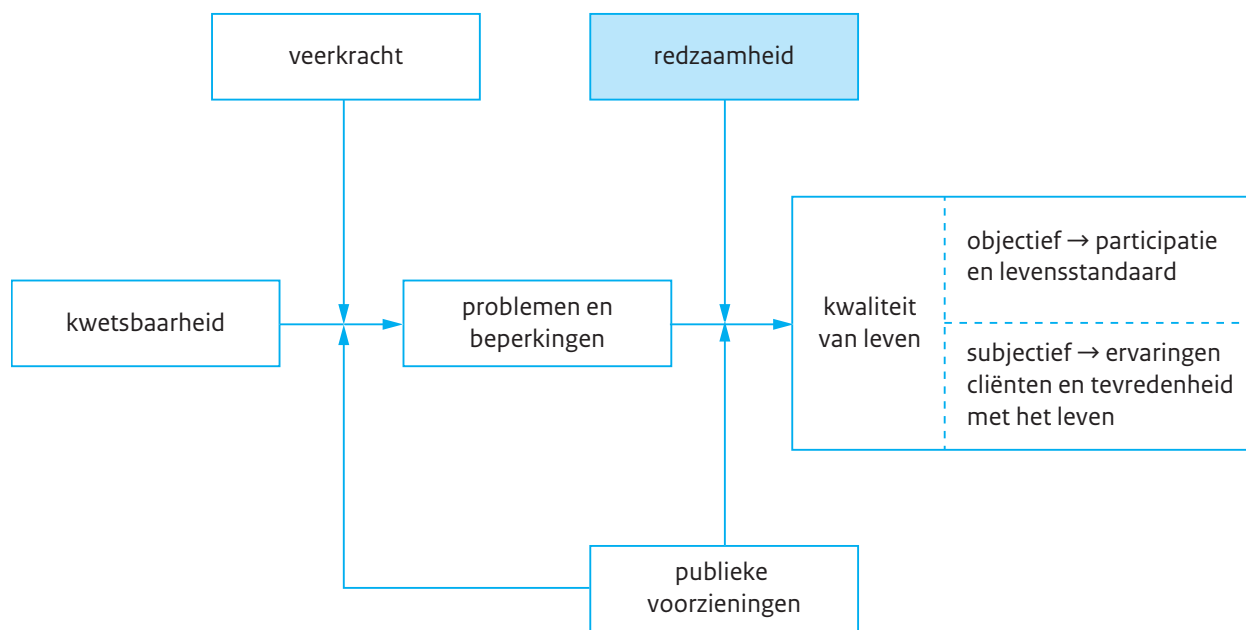 veerkracht
redzaamheid
kwetsbaarheid
problemen en
beperkingen
kwaliteit
van leven
objectief → participatie
en levensstandaard
subjectief → ervaringen
cliënten en tevredenheid
met het leven
publieke
voorzieningen